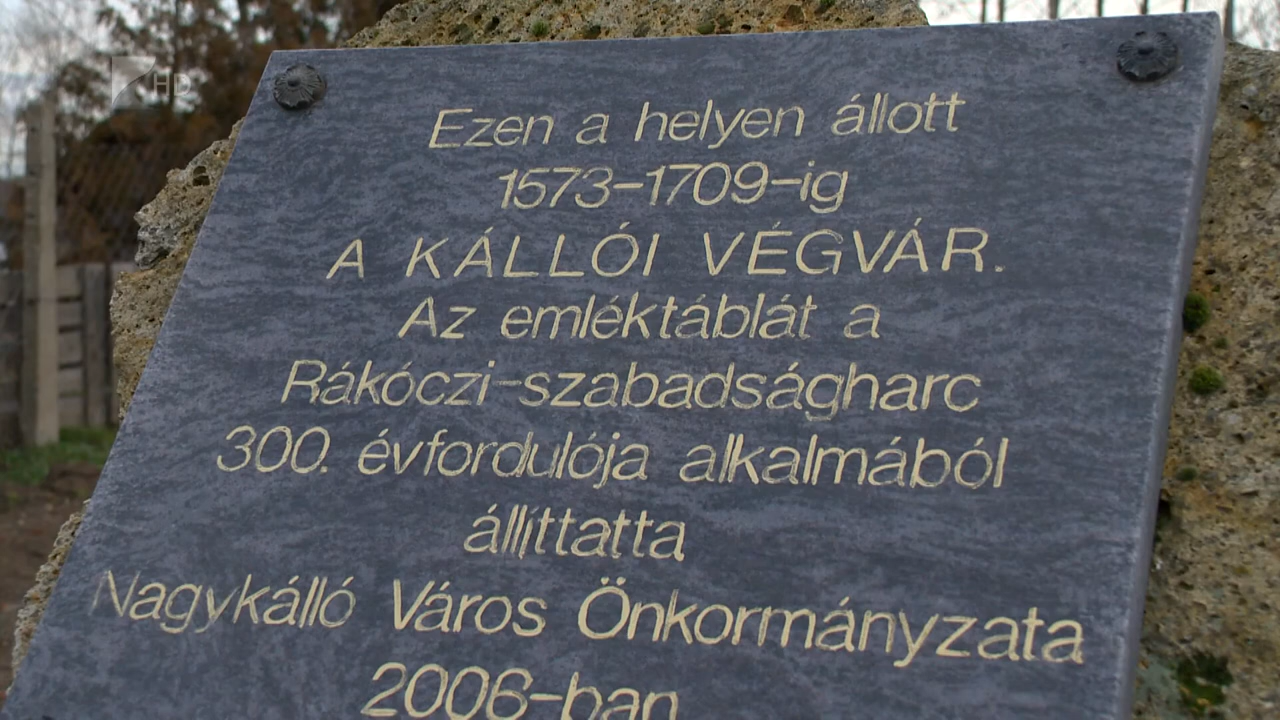 HD
Ezen a helyen állott
1573-1709-ig
A KÁLLÓI VÉGVÁR.
Az emléktáblát a
Rákóczi-szabadságharc
300. évfordulója alkalmából
állíttatta
Nagykálló Város Önkormányzata
2006-ban